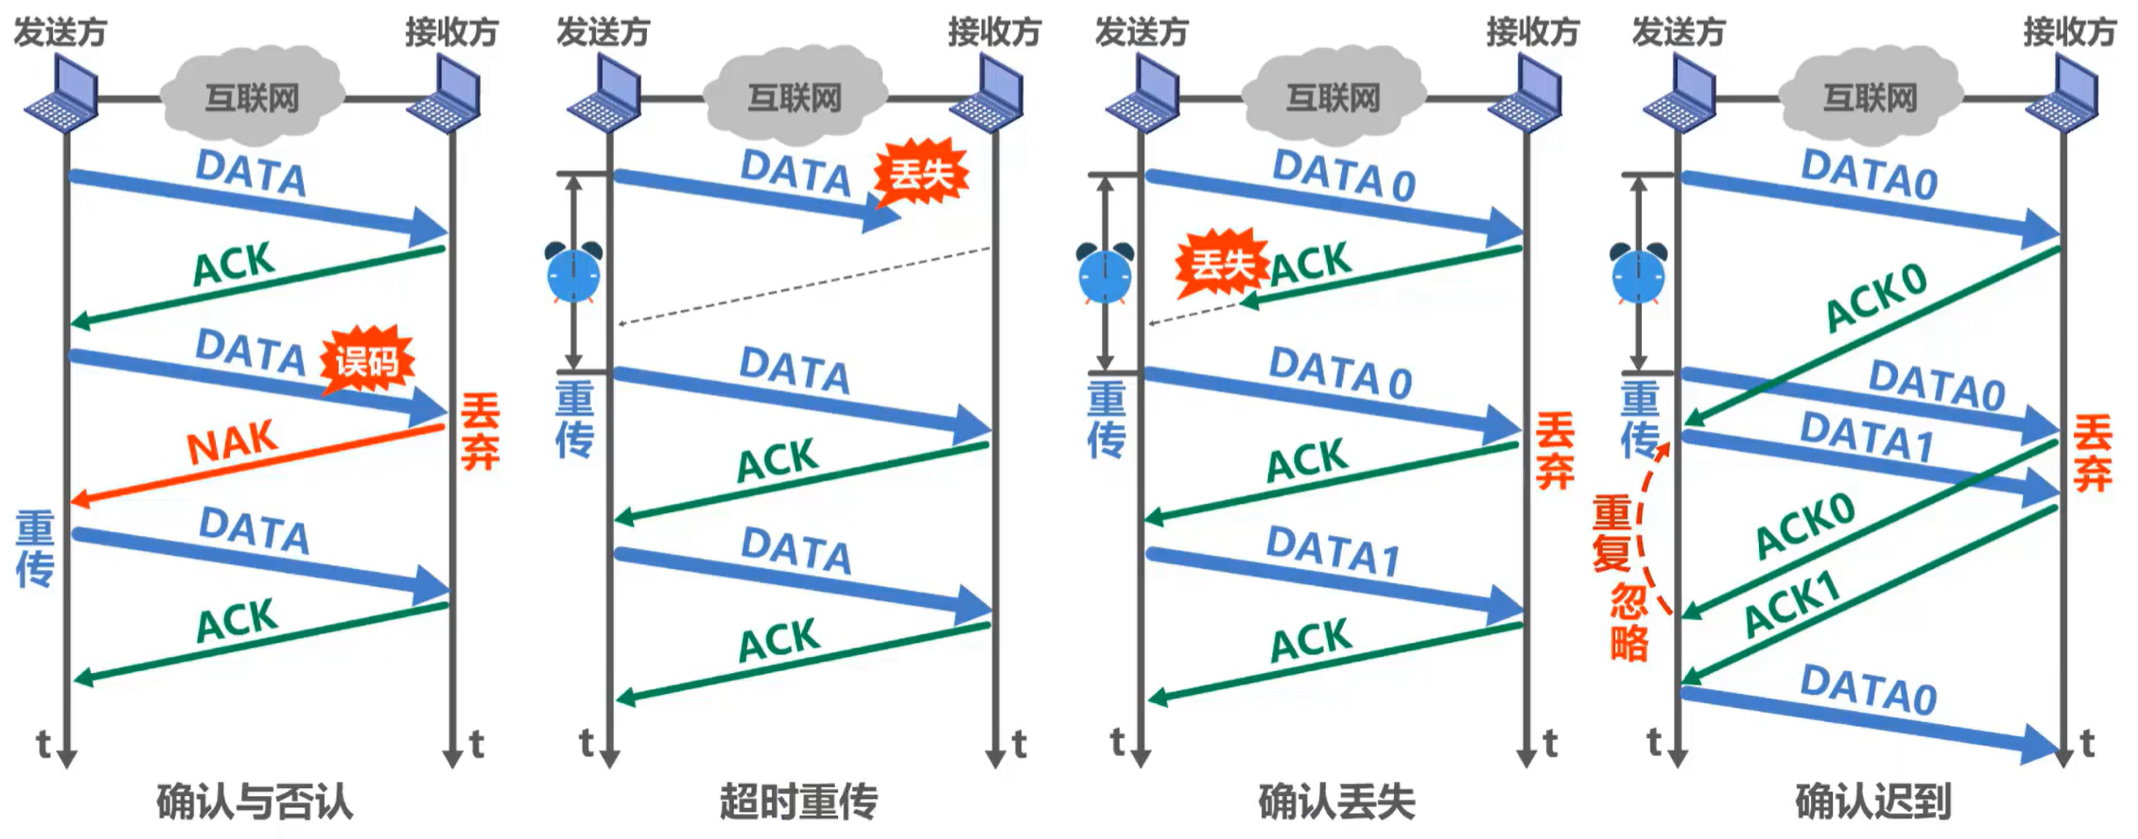 发送方
接收方
互联网
DATA
ACK
DATA
误码
丢弃
NAK
重传
DATA
ACK
t
t
确认与否认
发送方
接收方
互联网
DATA
丢失
重传
DATA
ACK
DATA
ACK
t
t
超时重传
发送方
接收方
互联网
DATA 0
丢失
ACK
重传
DATA 0
丢弃
ACK
DATA1
ACK
t
t
确认丢失
发送方
接收方
互联网
DATA0
ACK0
重传
DATA0
丢弃
DATA1
重复
忽略
ACK0
ACK1
DATA0
t
t
确认迟到